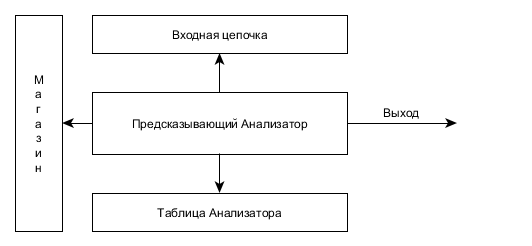 Входная цепочка
Магазин
Предсказывающий Анализатор
Выход
Таблица Анализатора